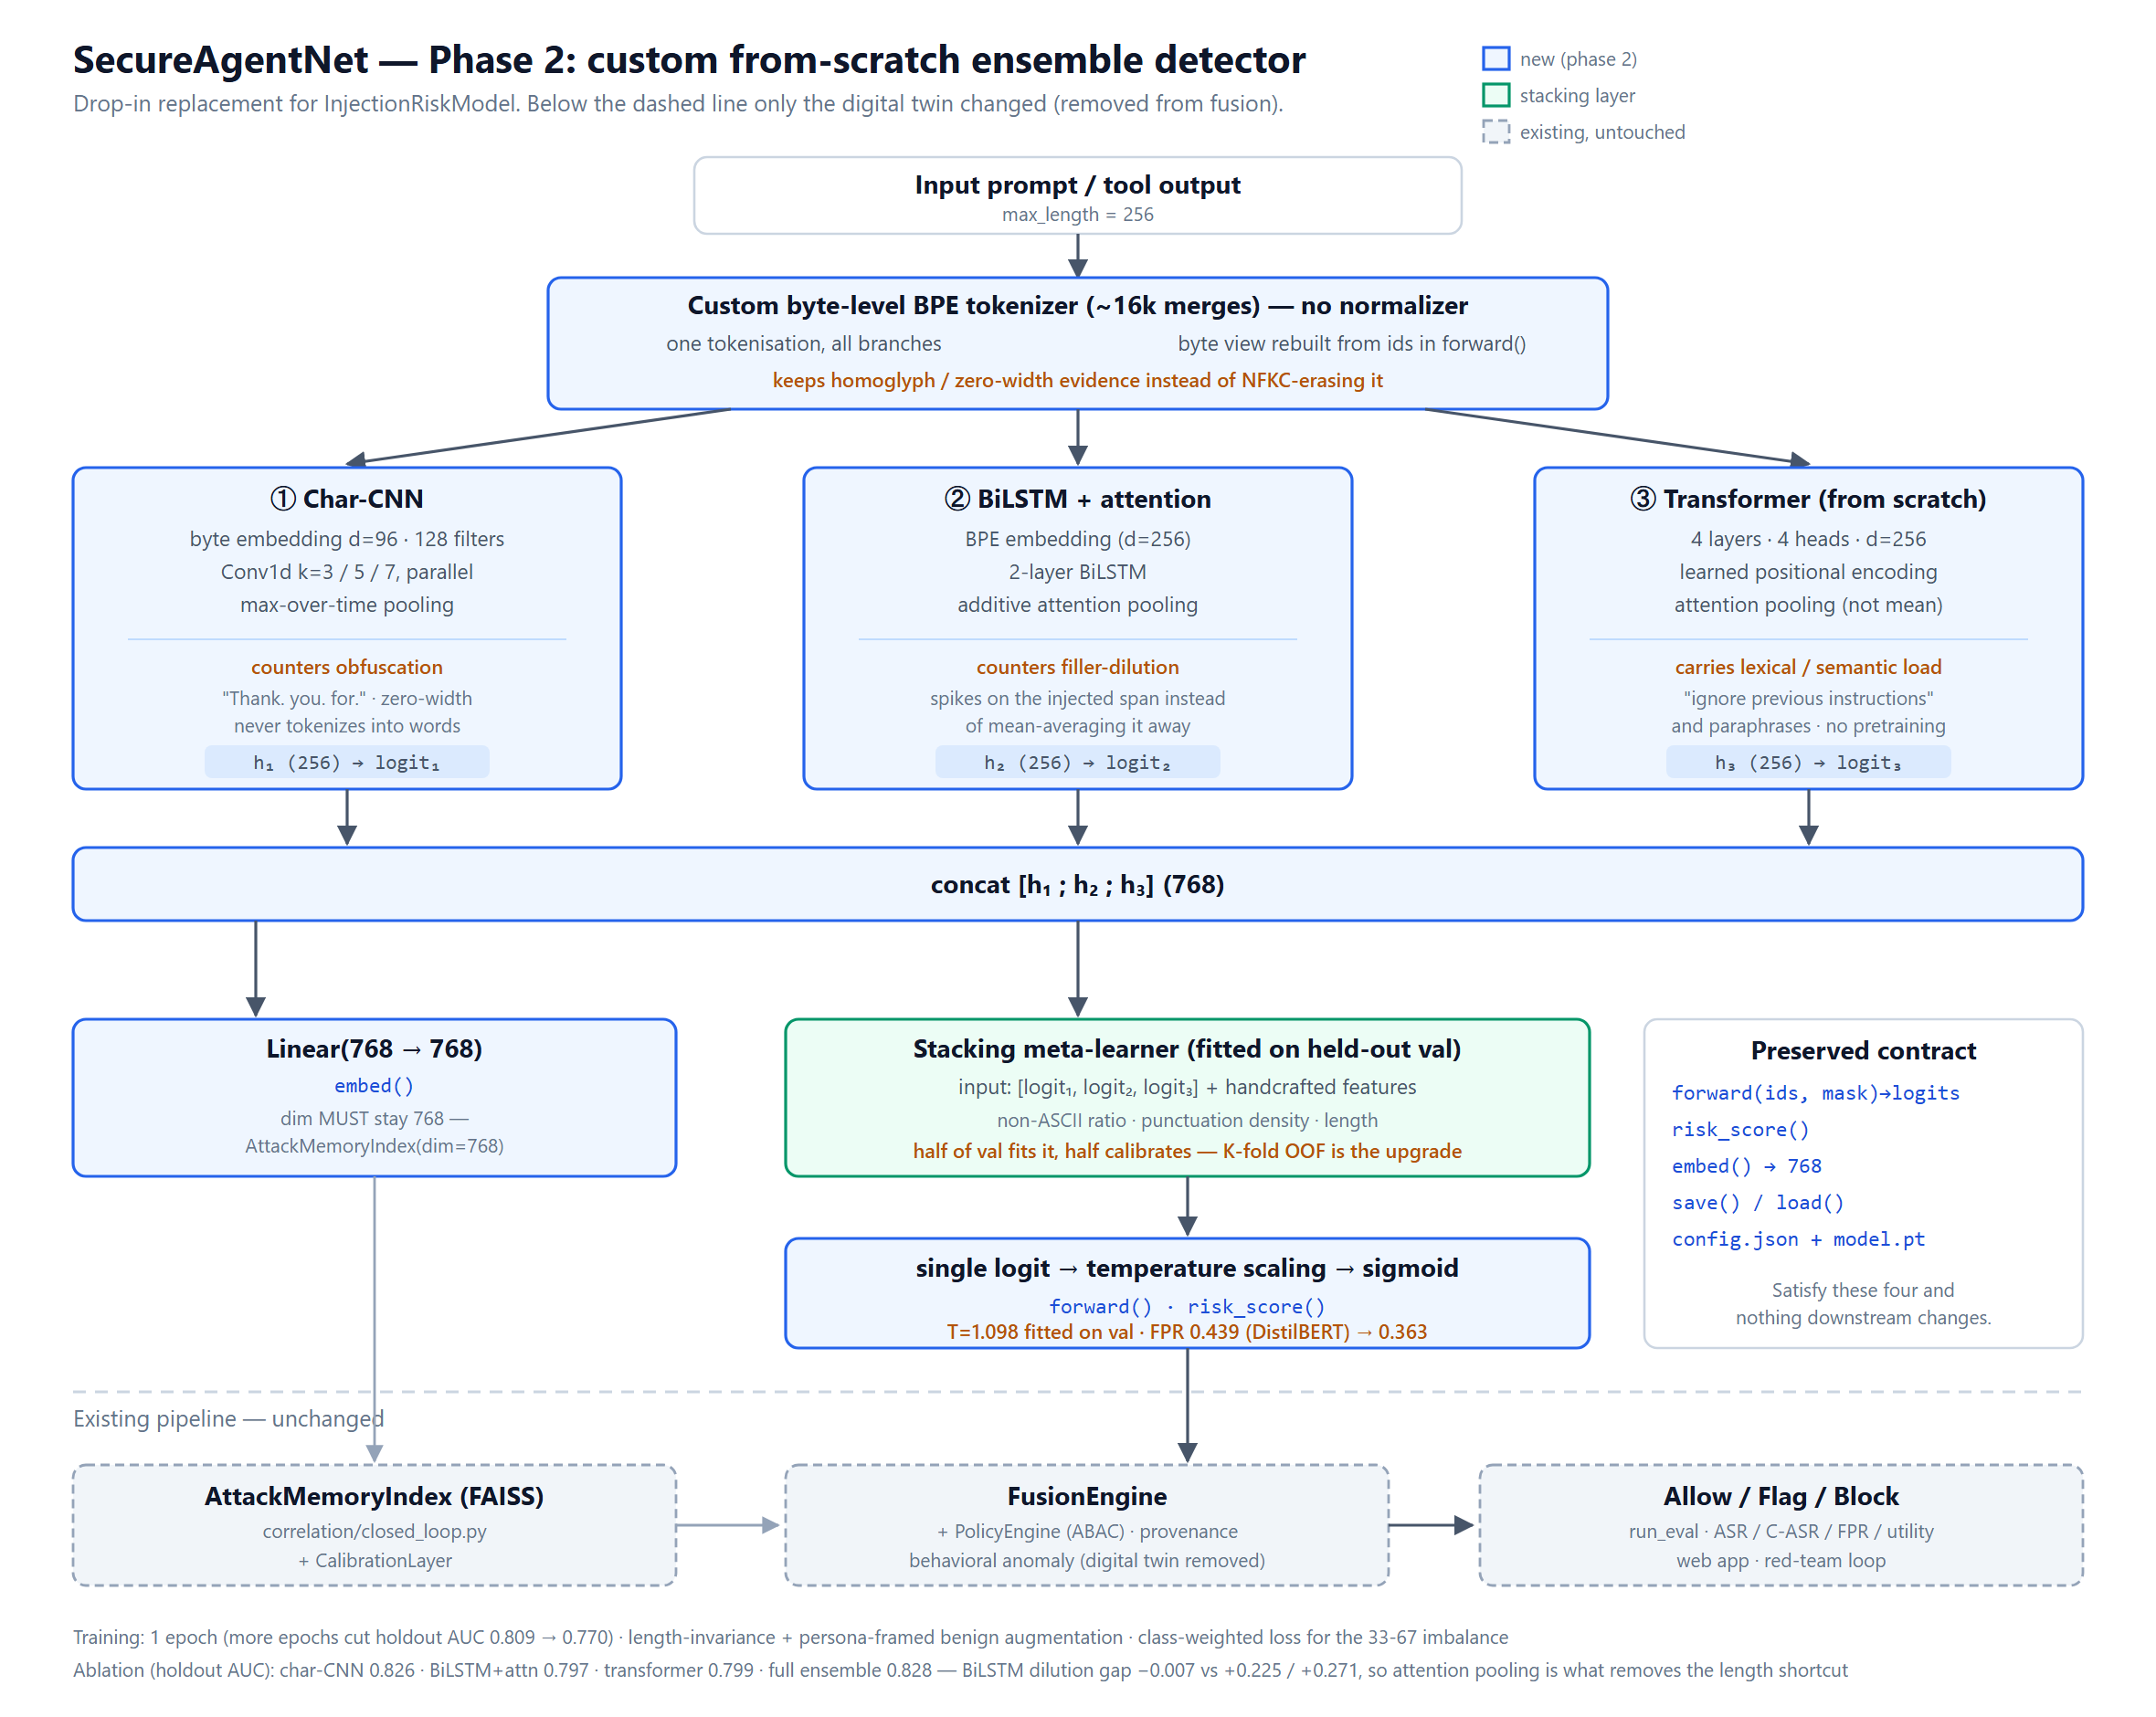 SecureAgentNet — Phase 2: custom from-scratch ensemble detector
Drop-in replacement for InjectionRiskModel. Below the dashed line only the digital twin changed (removed from fusion).
new (phase 2)
stacking layer
existing, untouched
Input prompt / tool output
max_length = 256
Custom byte-level BPE tokenizer (~16k merges) — no normalizer
one tokenisation, all branches
byte view rebuilt from ids in forward()
keeps homoglyph / zero-width evidence instead of NFKC-erasing it
① Char-CNN
byte embedding d=96 · 128 filters
Conv1d k=3 / 5 / 7, parallel
max-over-time pooling
counters obfuscation
"Thank. you. for." · zero-width
never tokenizes into words
h₁ (256) → logit₁
② BiLSTM + attention
BPE embedding (d=256)
2-layer BiLSTM
additive attention pooling
counters filler-dilution
spikes on the injected span instead
of mean-averaging it away
h₂ (256) → logit₂
③ Transformer (from scratch)
4 layers · 4 heads · d=256
learned positional encoding
attention pooling (not mean)
carries lexical / semantic load
"ignore previous instructions"
and paraphrases · no pretraining
h₃ (256) → logit₃
concat [h₁ ; h₂ ; h₃] (768)
Linear(768 → 768)
embed()
dim MUST stay 768 —
AttackMemoryIndex(dim=768)
Stacking meta-learner (fitted on held-out val)
input: [logit₁, logit₂, logit₃] + handcrafted features
non-ASCII ratio · punctuation density · length
half of val fits it, half calibrates — K-fold OOF is the upgrade
single logit → temperature scaling → sigmoid
forward() · risk_score()
T=1.098 fitted on val · FPR 0.439 (DistilBERT) → 0.363
Preserved contract
forward(ids, mask)→logits
risk_score()
embed() → 768
save() / load()
config.json + model.pt
Satisfy these four and
nothing downstream changes.
Existing pipeline — unchanged
AttackMemoryIndex (FAISS)
correlation/closed_loop.py
+ CalibrationLayer
FusionEngine
+ PolicyEngine (ABAC) · provenance
behavioral anomaly (digital twin removed)
Allow / Flag / Block
run_eval · ASR / C-ASR / FPR / utility
web app · red-team loop
Training: 1 epoch (more epochs cut holdout AUC 0.809 → 0.770) · length-invariance + persona-framed benign augmentation · class-weighted loss for the 33-67 imbalance
Ablation (holdout AUC): char-CNN 0.826 · BiLSTM+attn 0.797 · transformer 0.799 · full ensemble 0.828 — BiLSTM dilution gap −0.007 vs +0.225 / +0.271, so attention pooling is what removes the length shortcut